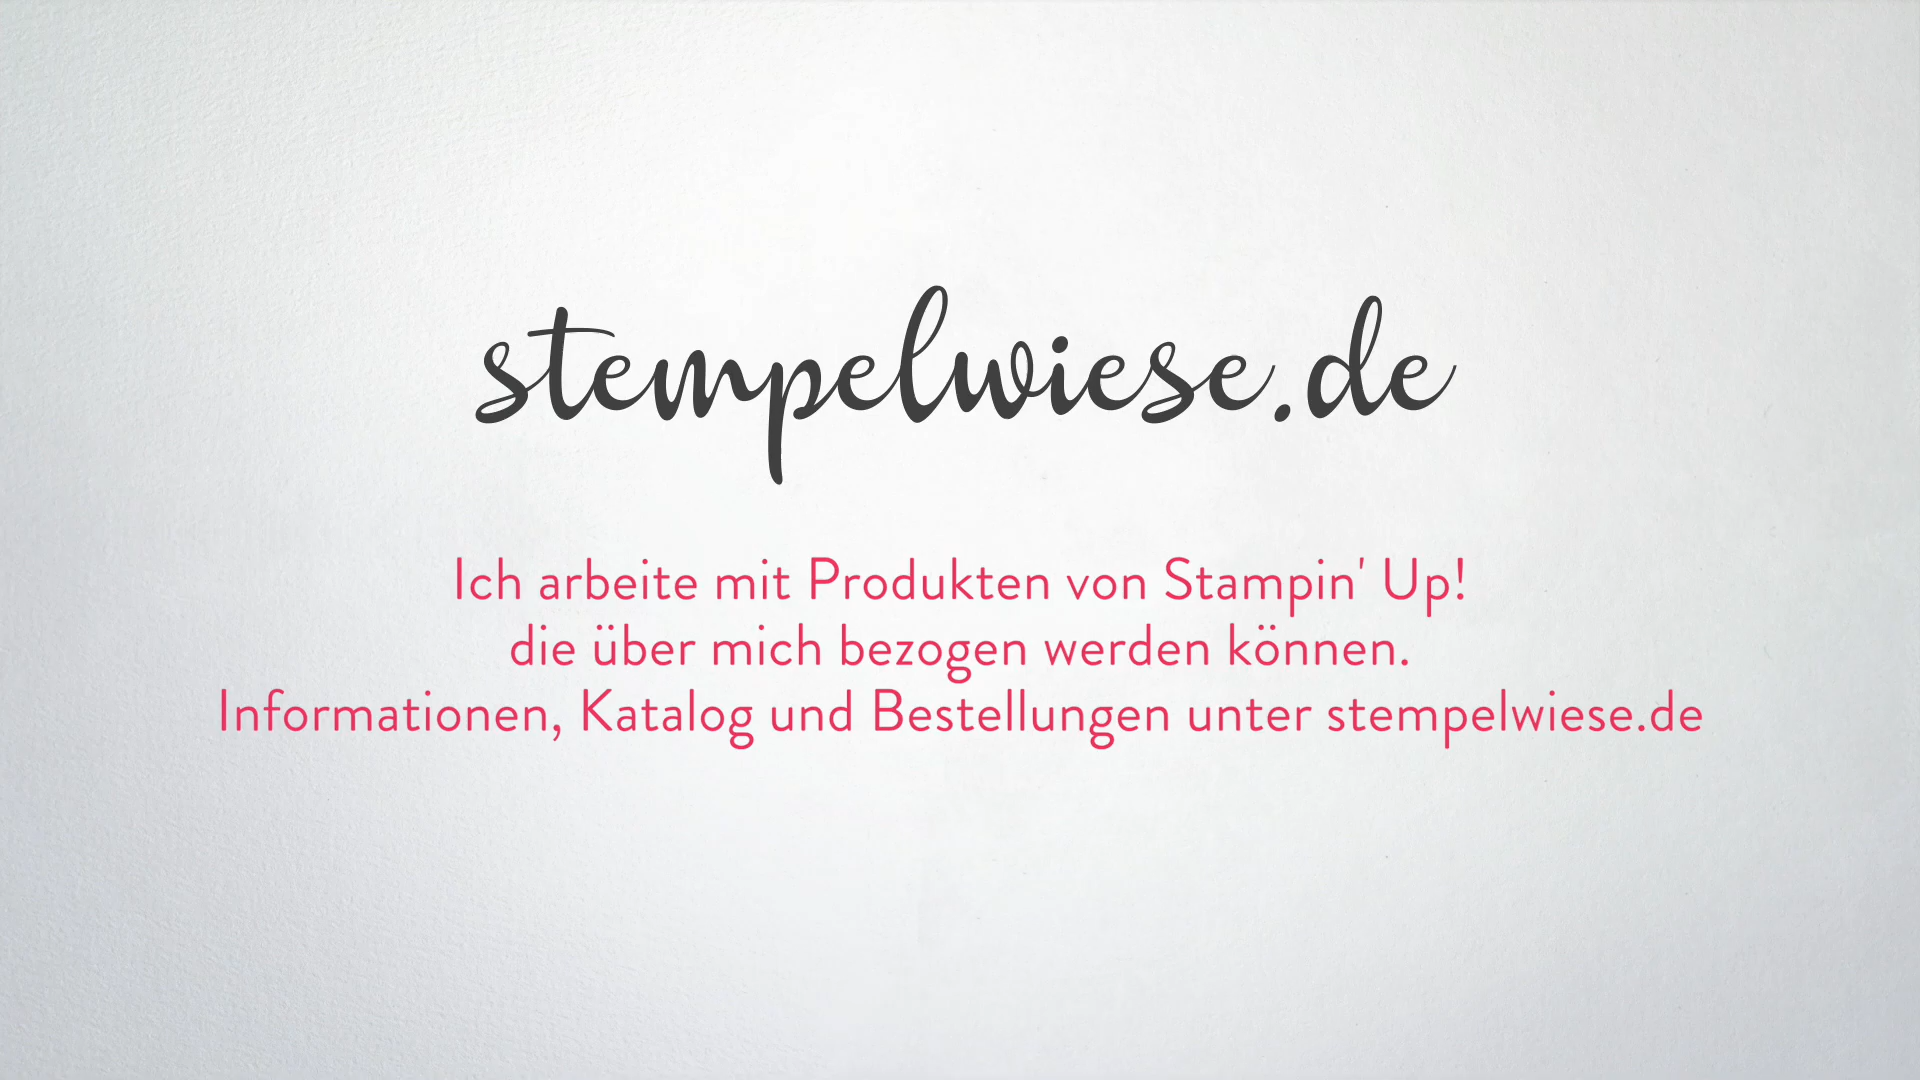 stempelwiese.de
Ich arbeite mit Produkten von Stampin' Up!
die über mich bezogen werden können.
Informationen, Katalog und Bestellungen unter stempelwiese.de